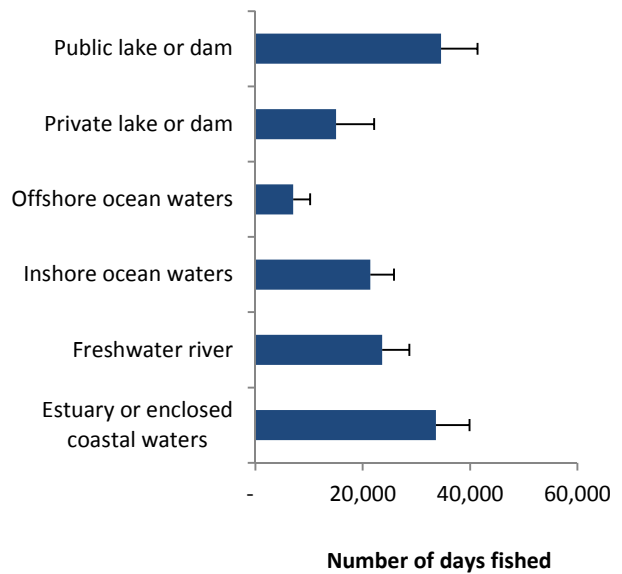 Public lake or dam
Private lake or dam
Offshore ocean waters
Inshore ocean waters
Freshwater river
Estuary or enclosed
coastal waters
- 20,000 40,000 60,000
Number of days fished